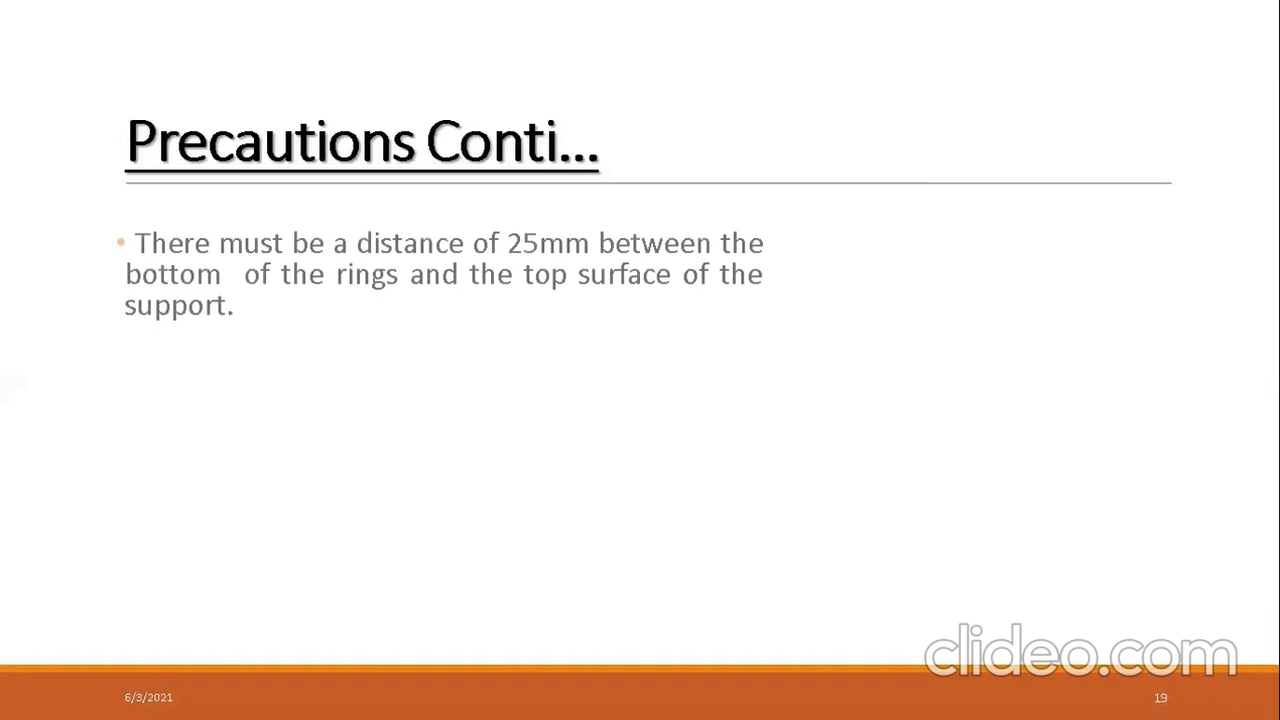 Precautions Conti...
• There must be a distance of 25mm between the
bottom of the rings and the top surface of the
support.
clideo.com
6/3/2021
19